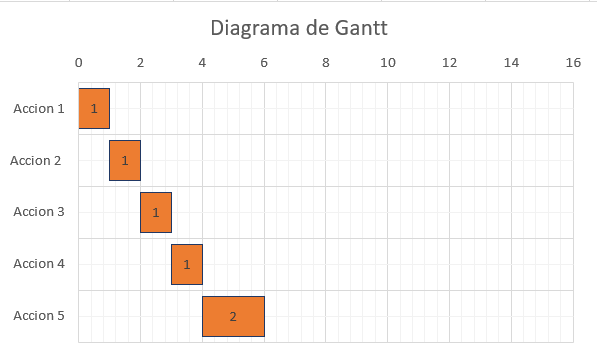 Diagrama de Gantt
0 2 4 6 8 10 12 14 16
Accion 1 1
Accion 2 1
Accion 3 1
Accion 4 1
Accion 5 2